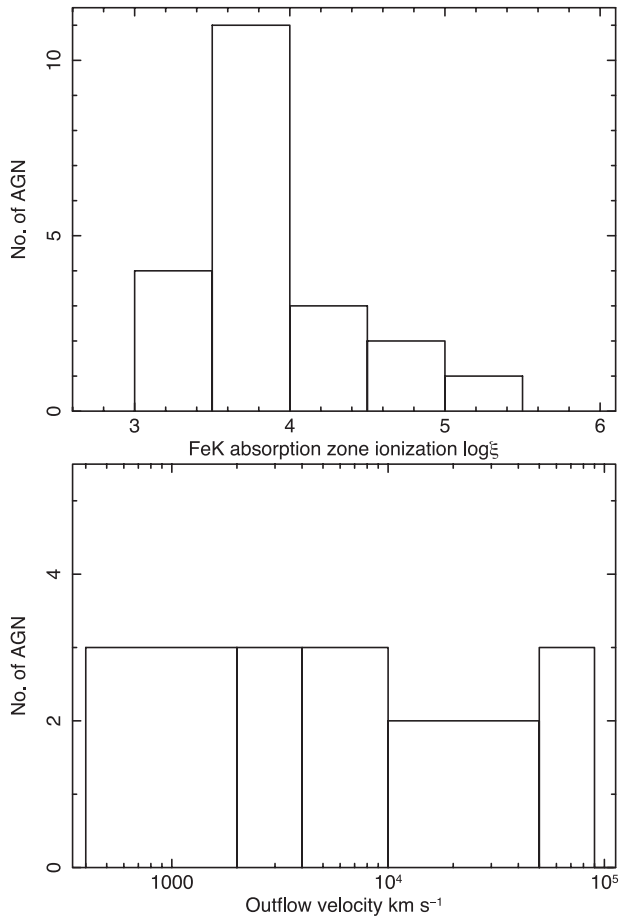 10
5
0
No. of AGN
3 4 5 6
FeK absorption zone ionization logξ
4
2
0
No. of AGN
1000 10⁴ 10⁵
Outflow velocity km s⁻¹